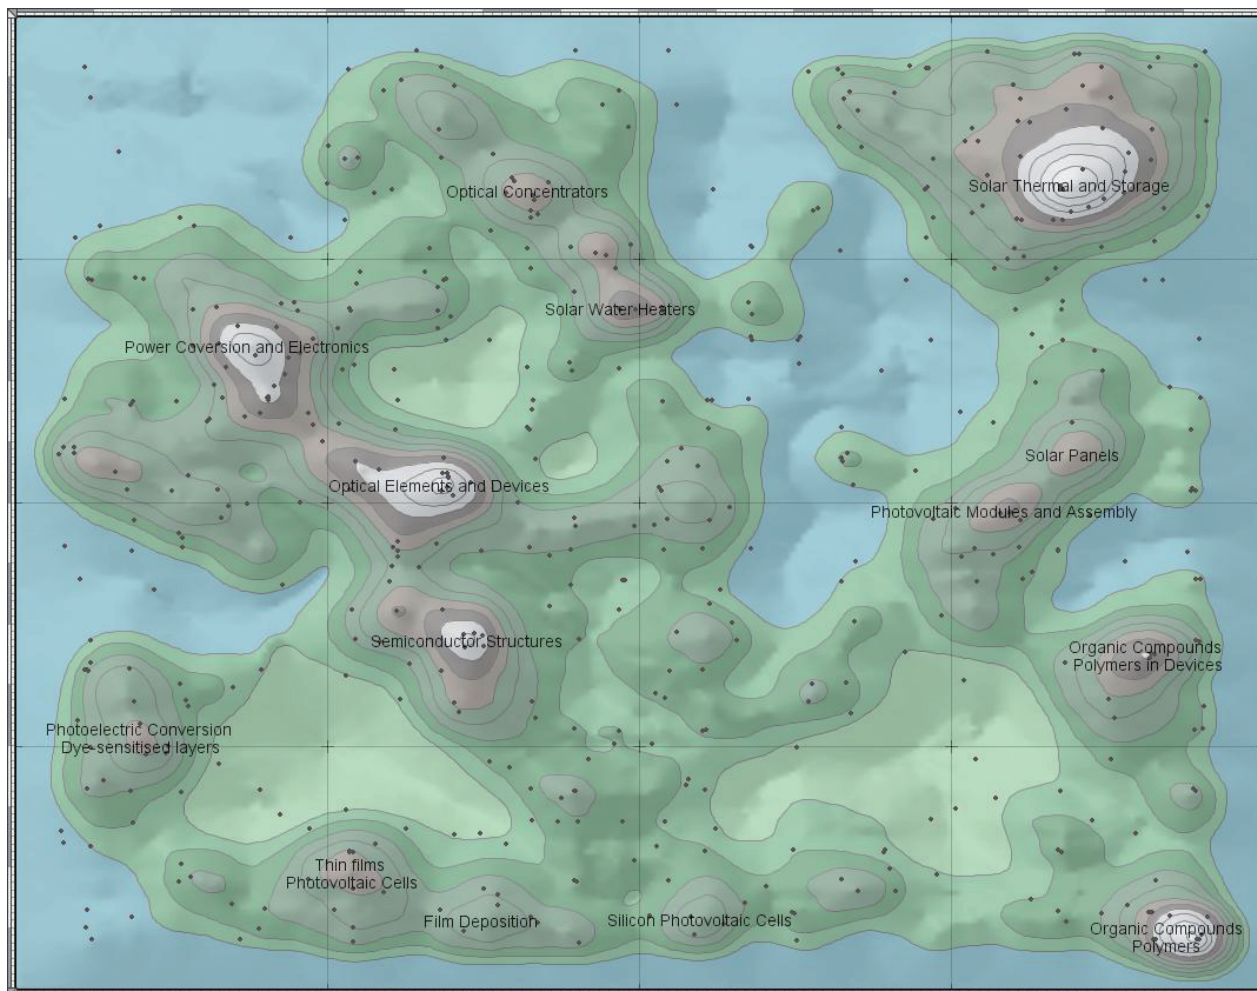 Solar Thermal and Storage
Optical Concentrators
Solar Water Heaters
Power Coversion and Electronics
Solar Panels
Optical Elements and Devices
Photovoltaic Modules and Assembly
Semiconductor Structures
Organic Compounds
Polymers in Devices
Photoelectric Conversion
Dye-sensitised layers
Thin films
Photovoltaic Cells
Film Deposition
Silicon Photovoltaic Cells
Organic Compounds
Polymers